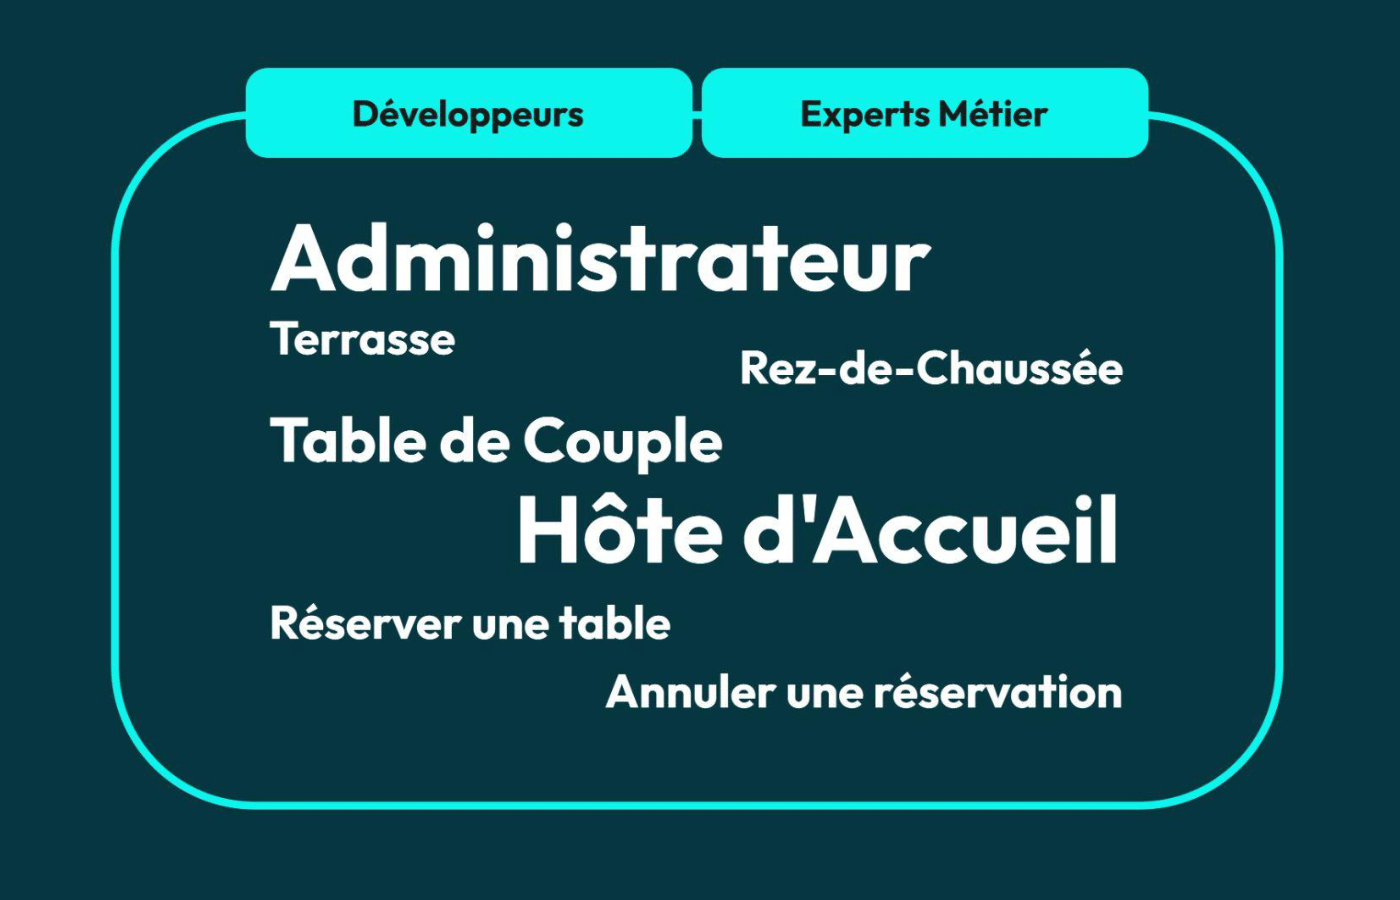 Développeurs
Experts Métier
Administrateur
Terrasse
Rez-de-Chaussée
Table de Couple
Hôte d'Accueil
Réserver une table
Annuler une réservation